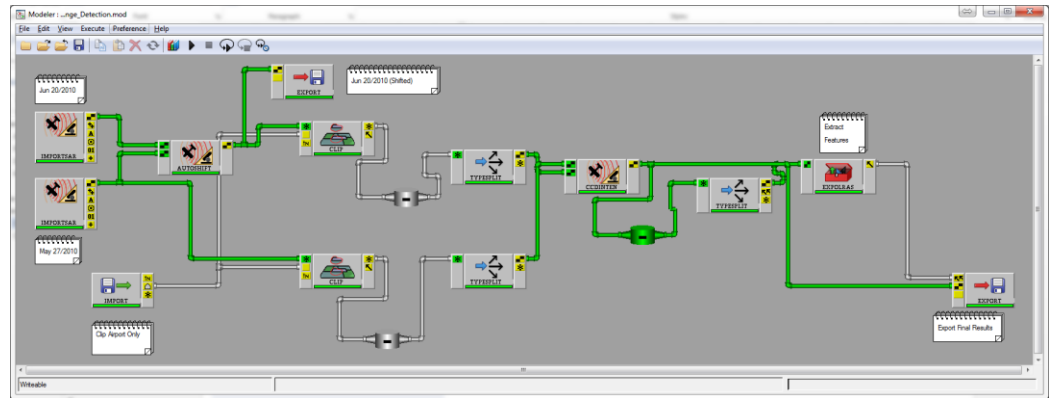 Modeler : ...nge_Detection.mod
File Edit View Execute Preference Help
Jun 20/2010
Jun 20/2010 (Shifted)
EXPORT
IMPORTSAR
AUTOSHIFT
CLIP
TYPESPLIT
CCDINTEN
TYPESPLIT
Extract
Features
EXPOLRAS
IMPORTSAR
May 27/2010
IMPORT
CLIP
TYPESPLIT
EXPORT
Clip Airport Only
Export Final Results
Writeable